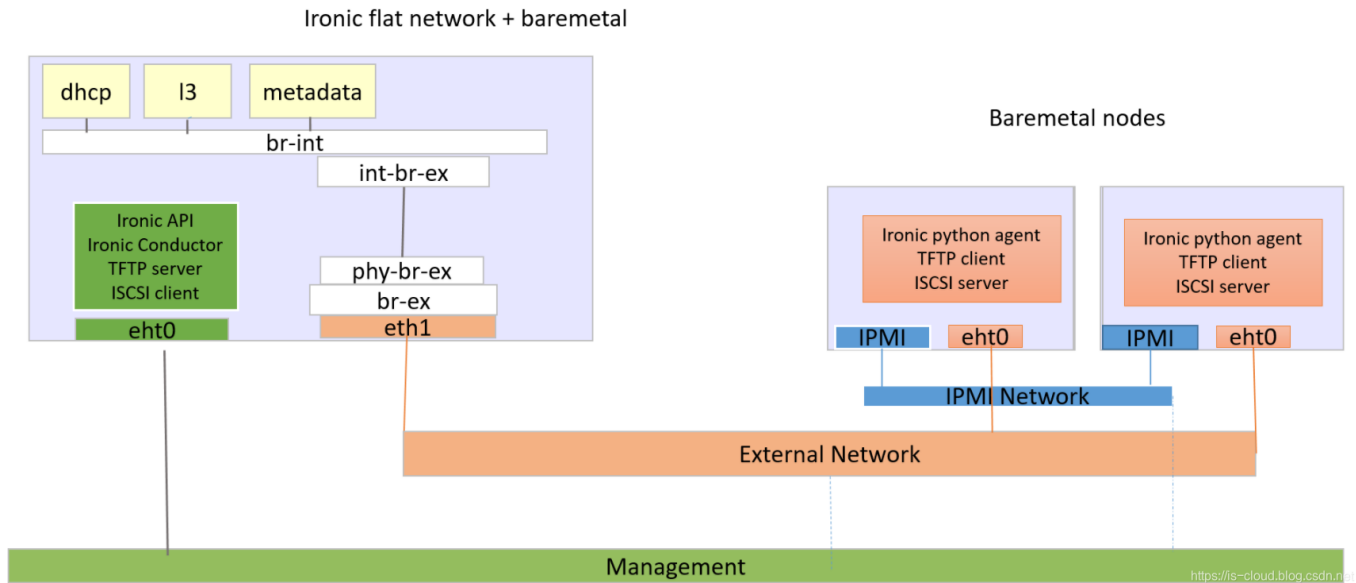 Ironic flat network + baremetal
dhcp
l3
metadata
br-int
int-br-ex
Ironic API
Ironic Conductor
TFTP server
ISCSI client
eht0
phy-br-ex
br-ex
eth1
Baremetal nodes
Ironic python agent
TFTP client
ISCSI server
IPMI
eht0
Ironic python agent
TFTP client
ISCSI server
IPMI
eht0
IPMI Network
External Network
Management
https://is-cloud.blog.csdn.net